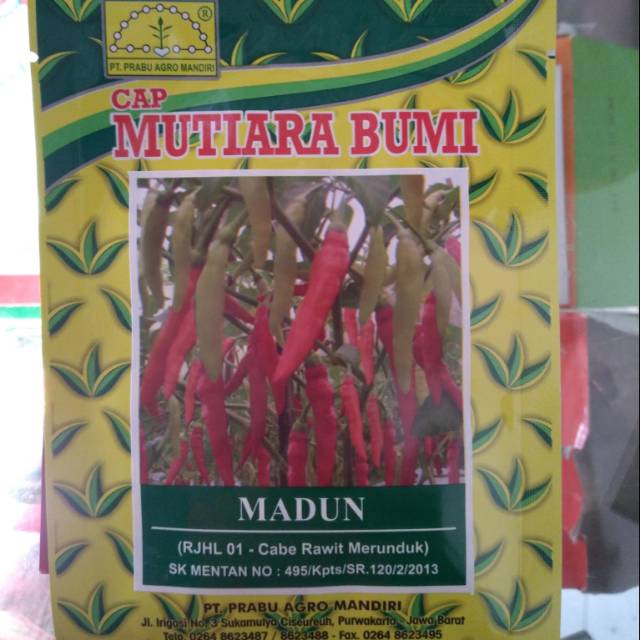 ®
PT. PRABU AGRO MANDIRI
CAP
MUTIARA BUMI
MADUN
(RJHL 01 - Cabe Rawit Merunduk)
SK MENTAN NO : 495/Kpts/SR.120/2/2013
PT. PRABU AGRO MANDIRI
Jl. Irigasi No. 3 Sukamulya Ciseureuh, Purwakarta - Jawa Barat
Telp. 0264 8623487 / 8623488 - Fax. 0264 8623495